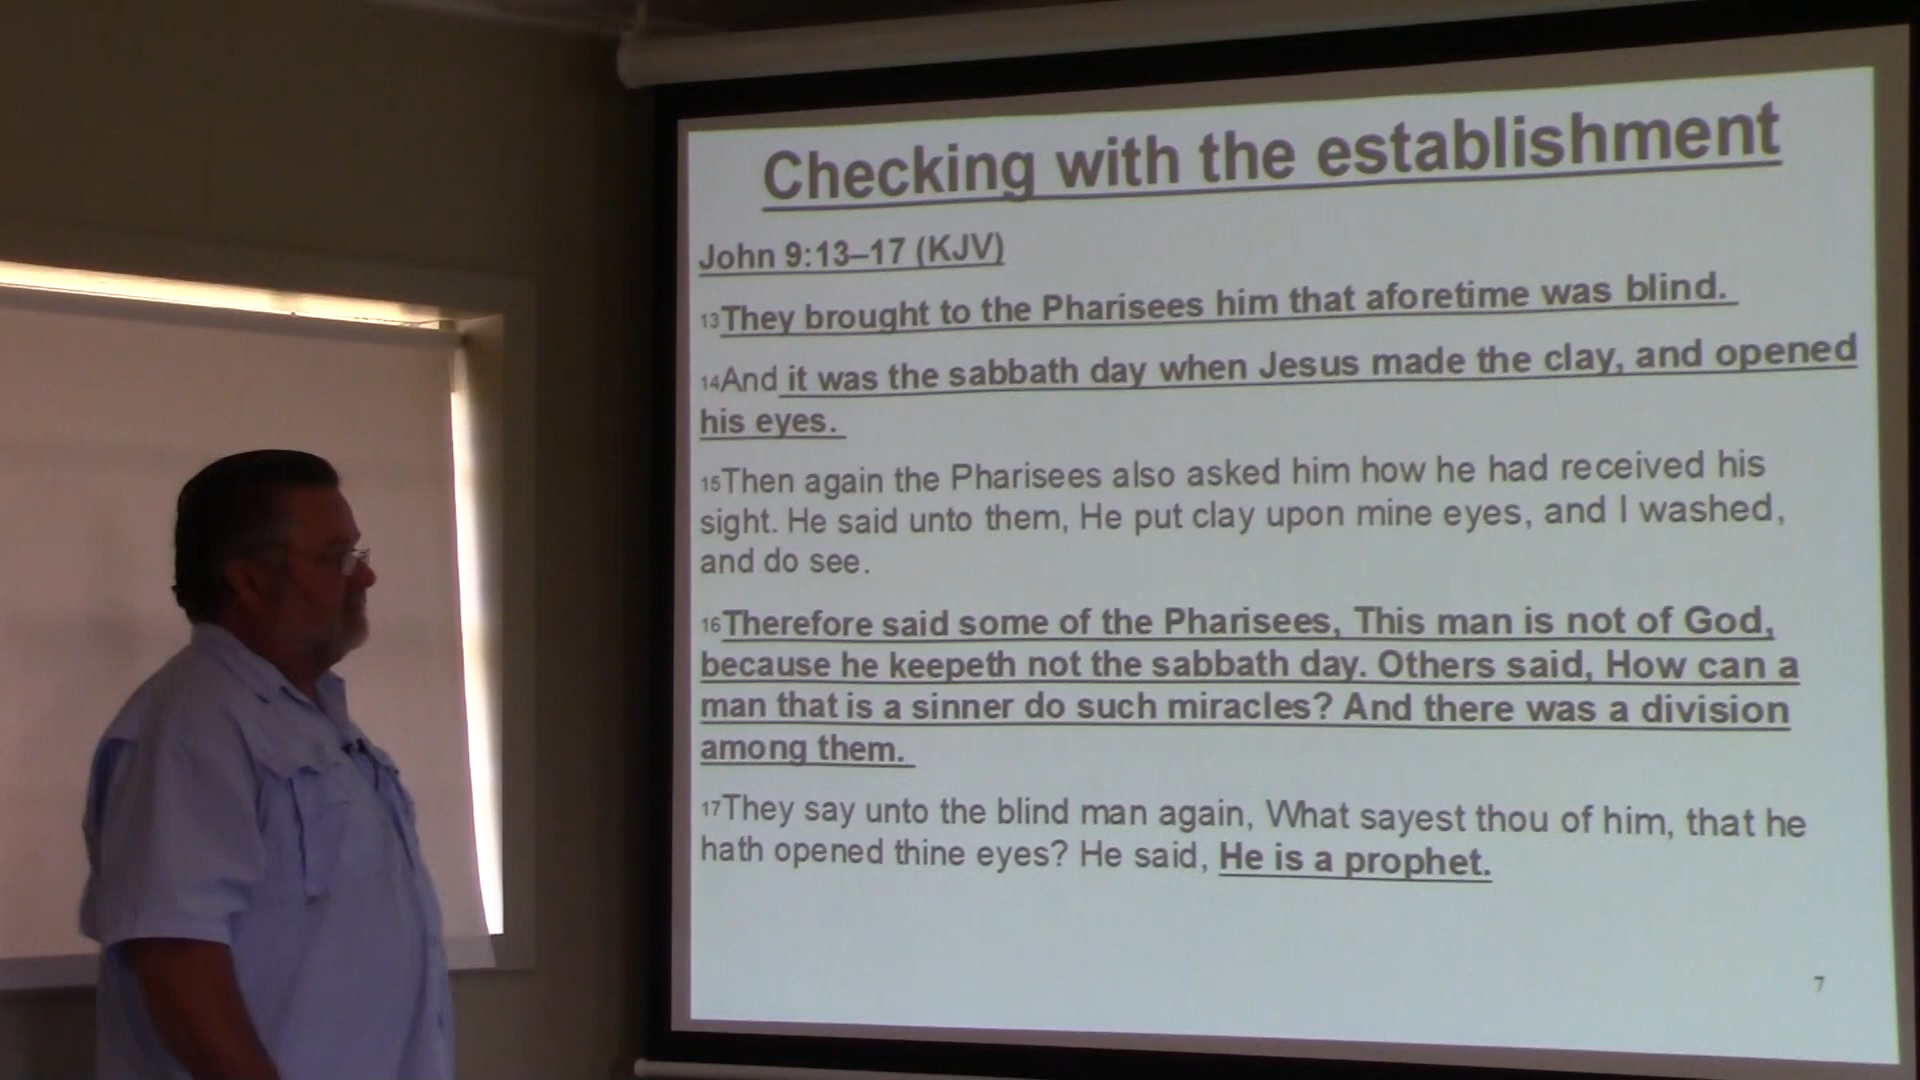 Checking with the establishment
John 9:13–17 (KJV)
13They brought to the Pharisees him that aforetime was blind.
14And it was the sabbath day when Jesus made the clay, and opened
his eyes.
15Then again the Pharisees also asked him how he had received his
sight. He said unto them, He put clay upon mine eyes, and I washed,
and do see.
16Therefore said some of the Pharisees, This man is not of God,
because he keepeth not the sabbath day. Others said, How can a
man that is a sinner do such miracles? And there was a division
among them.
17They say unto the blind man again, What sayest thou of him, that he
hath opened thine eyes? He said, He is a prophet.
7